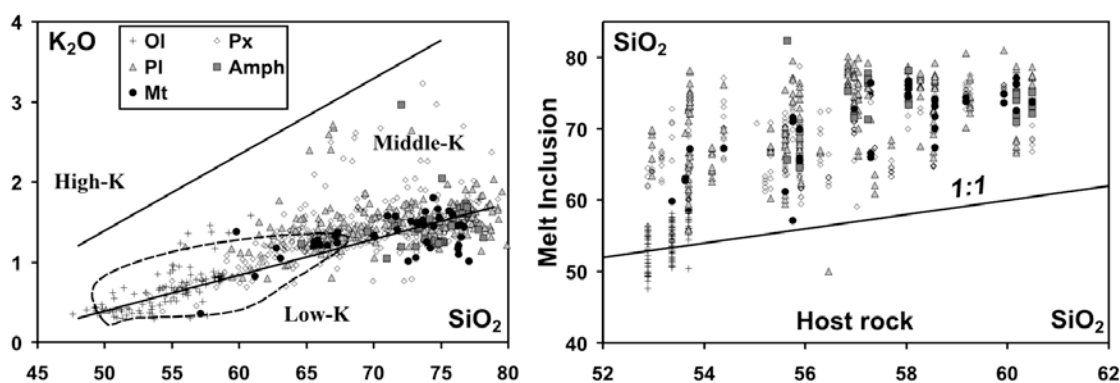 4
3
2
1
0
K₂O
+ Ol
Px
Pl
Amph
Mt
High-K
Middle-K
Low-K
SiO₂
45 50 55 60 65 70 75 80
Melt Inclusion
80
70
60
50
40
SiO₂
1:1
Host rock
SiO₂
52 54 56 58 60 62